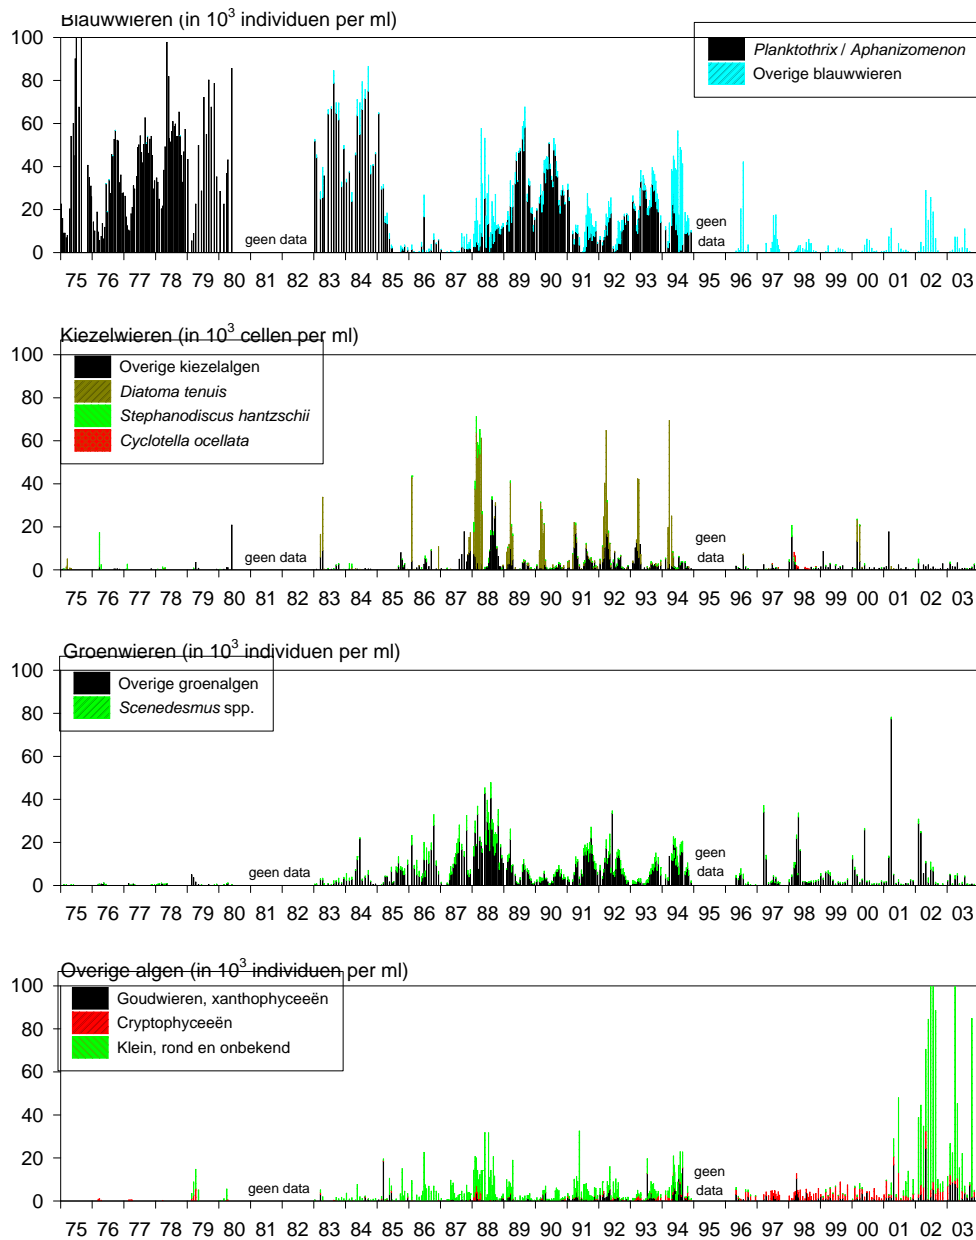 Blauwwieren (in 10³ individuen per ml)
Planktothrix / Aphanizomenon
Overige blauwwieren
100
80
60
40
20
0
geen data
geen
data
75 76 77 78 79 80 81 82 83 84 85 86 87 88 89 90 91 92 93 94 95 96 97 98 99 00 01 02 03
Kiezelwieren (in 10³ cellen per ml)
Overige kiezelalgen
Diatoma tenuis
Stephanodiscus hantzschii
Cyclotella ocellata
100
80
60
40
20
0
geen data
geen
data
75 76 77 78 79 80 81 82 83 84 85 86 87 88 89 90 91 92 93 94 95 96 97 98 99 00 01 02 03
Groenwieren (in 10³ individuen per ml)
Overige groenalgen
Scenedesmus spp.
100
80
60
40
20
0
geen data
geen
data
75 76 77 78 79 80 81 82 83 84 85 86 87 88 89 90 91 92 93 94 95 96 97 98 99 00 01 02 03
Overige algen (in 10³ individuen per ml)
Goudwieren, xanthophyceeën
Cryptophyceeën
Klein, rond en onbekend
100
80
60
40
20
0
geen data
geen
data
75 76 77 78 79 80 81 82 83 84 85 86 87 88 89 90 91 92 93 94 95 96 97 98 99 00 01 02 03